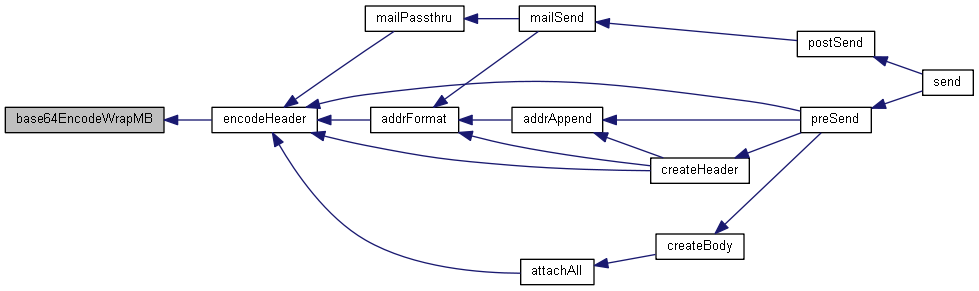 mailPassthru
mailSend
postSend
send
base64EncodeWrapMB
encodeHeader
addrFormat
addrAppend
preSend
createHeader
createBody
attachAll